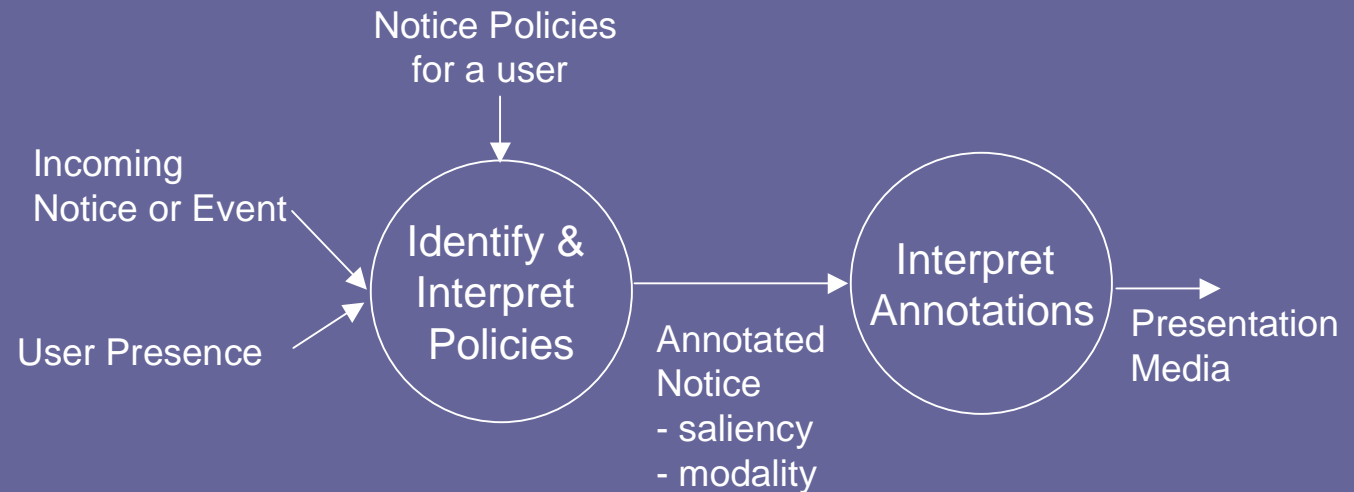 Notice Policies
for a user
Incoming
Notice or Event
User Presence
Identify &
Interpret
Policies
Annotated
Notice
- saliency
- modality
Interpret
Annotations
Presentation
Media